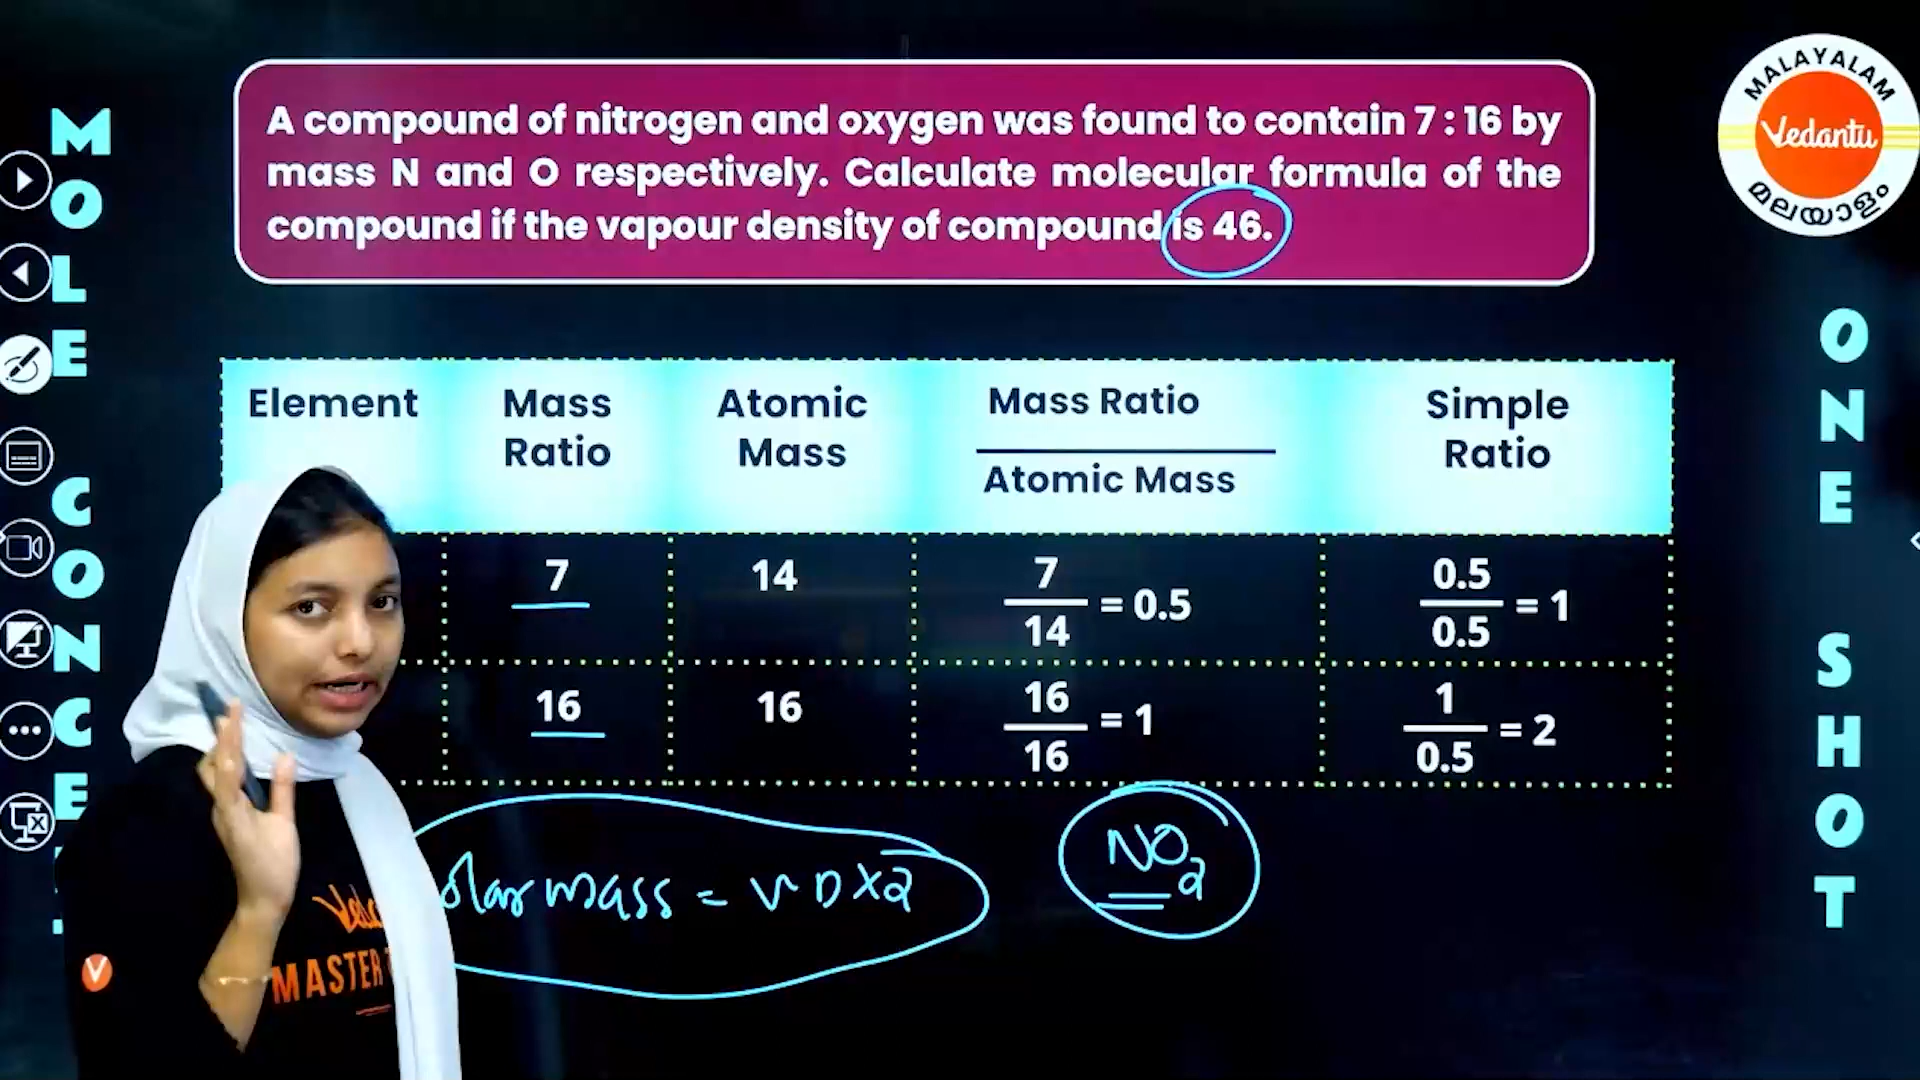 A compound of nitrogen and oxygen was found to contain 7 : 16 by
mass N and O respectively. Calculate molecular formula of the
compound if the vapour density of compound is 46.
MALAYALAM
Vedantu
മലയാളം
MOLE CONCE
ONE SHOT
Element
Mass
Ratio
Atomic
Mass
Mass Ratio
Atomic Mass
Simple
Ratio
7
14
7
14
= 0.5
0.5
0.5
= 1
16
16
16
16
= 1
1
0.5
= 2
olar mass = VD X 2
NO2
MASTER
V